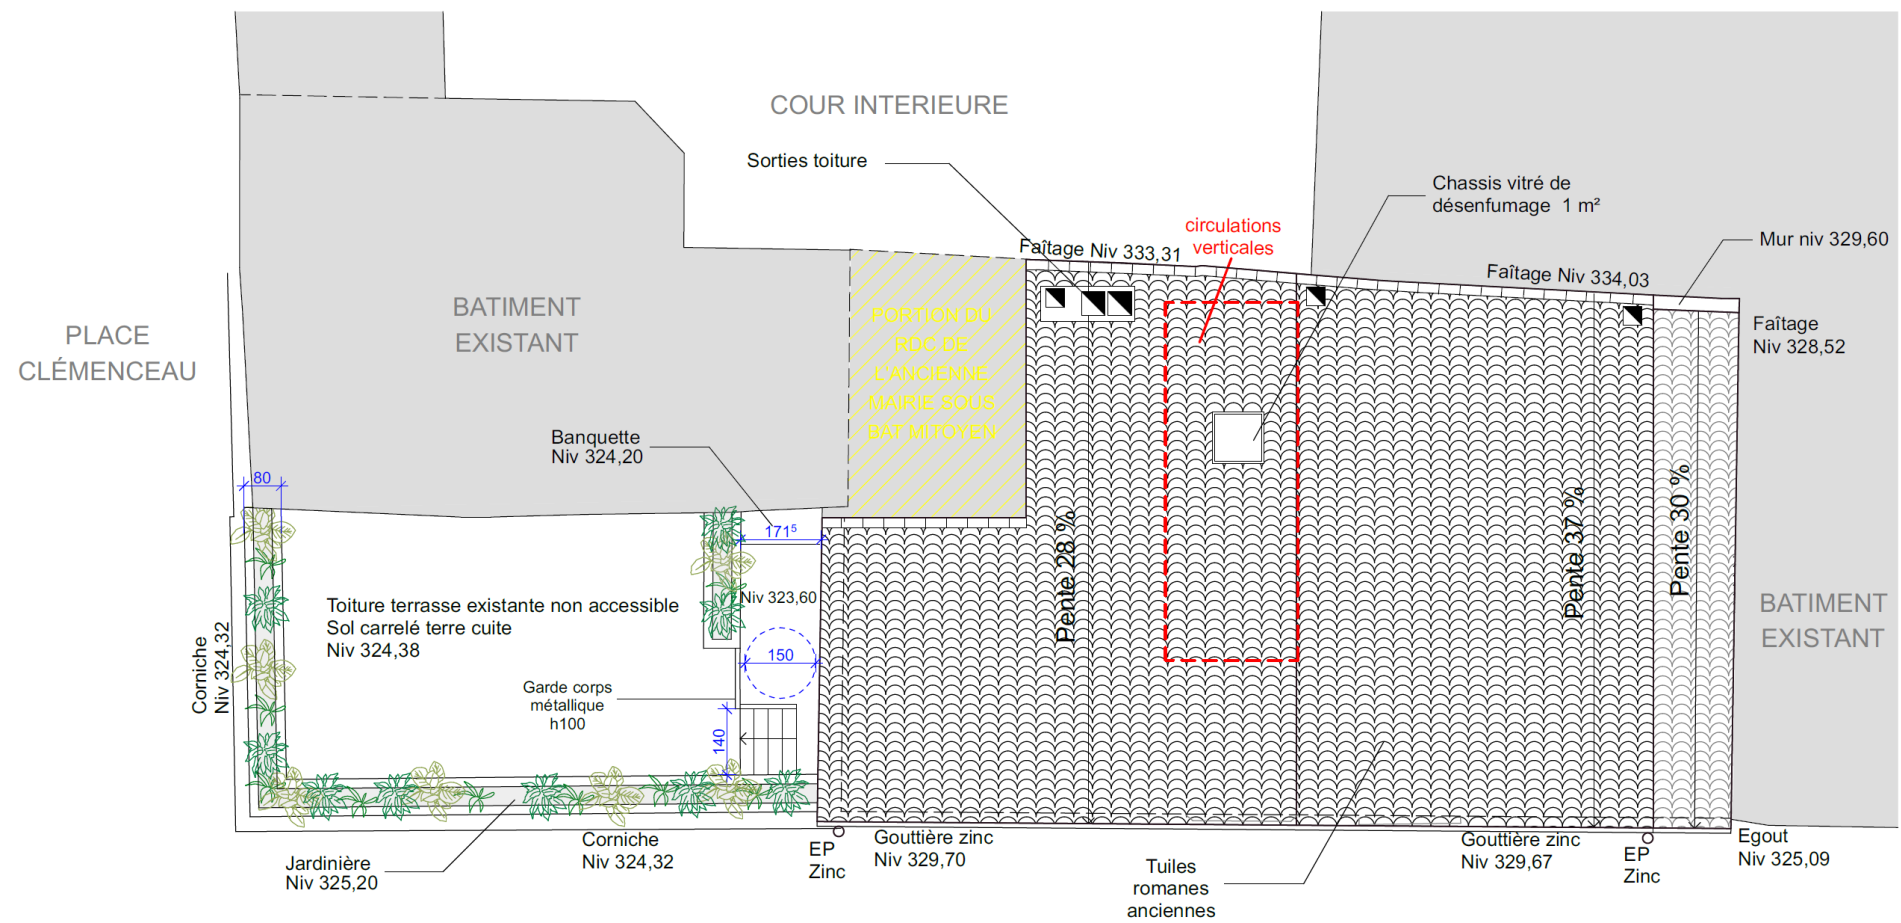 COUR INTERIEURE
Sorties toiture
Chassis vitré de
désenfumage 1 m²
circulations
verticales
Faîtage Niv 333,31
Mur niv 329,60
Faîtage Niv 334,03
BATIMENT
EXISTANT
PORTION DU
RDC DE
L'ANCIENNE
MAIRIE SOUS
BAT MITOYEN
PLACE
CLÉMENCEAU
Faîtage
Niv 328,52
Banquette
Niv 324,20
80
171⁵
Pente 28 %
Pente 37 %
Pente 30 %
Niv 323,60
Toiture terrasse existante non accessible
Sol carrelé terre cuite
Niv 324,38
BATIMENT
EXISTANT
150
Corniche
Niv 324,32
Garde corps
métallique
h100
140
Corniche
Niv 324,32
EP
Zinc
Gouttière zinc
Niv 329,70
Gouttière zinc
Niv 329,67
EP
Zinc
Egout
Niv 325,09
Jardinière
Niv 325,20
Tuiles
romanes
anciennes